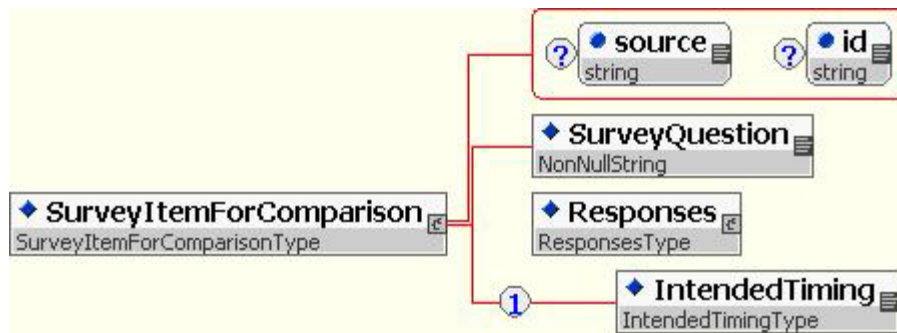 ? source
string
? id
string
SurveyQuestion
NonNullString
SurveyItemForComparison
SurveyItemForComparisonType
Responses
ResponsesType
1 IntendedTiming
IntendedTimingType